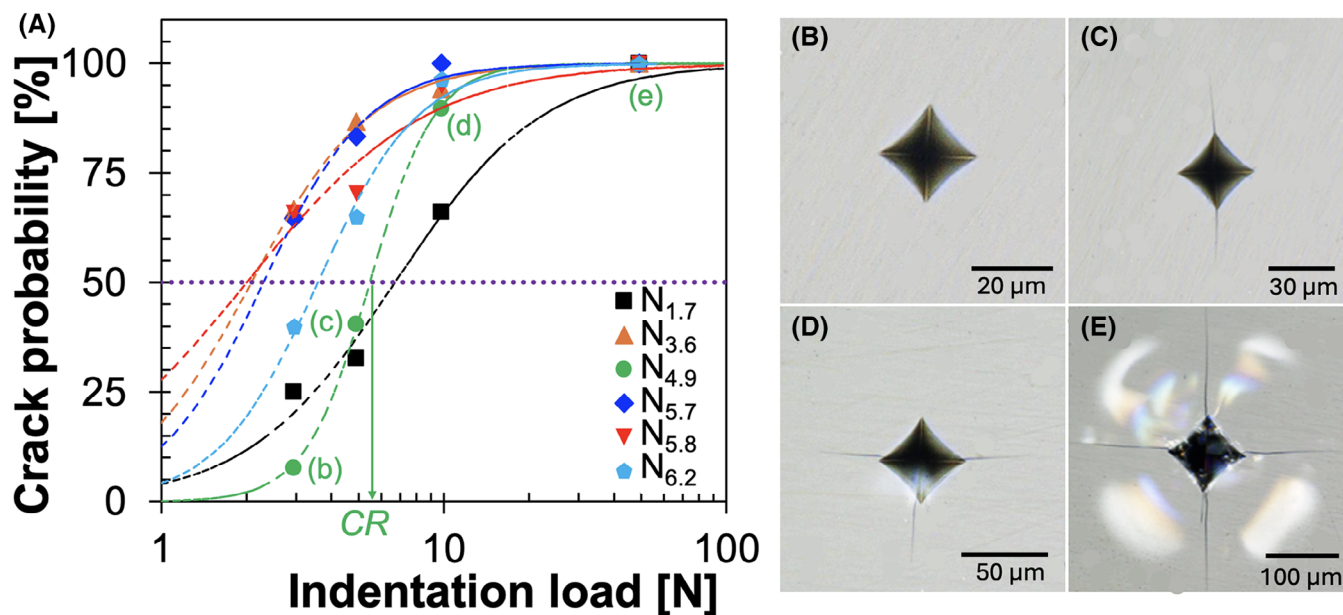 (A)
Crack probability [%]
100
75
50
25
0
1
10
100
Indentation load [N]
(b)
(c)
(d)
(e)
CR
N1.7
N3.6
N4.9
N5.7
N5.8
N6.2
(B)
20 µm
(C)
30 µm
(D)
50 µm
(E)
100 µm